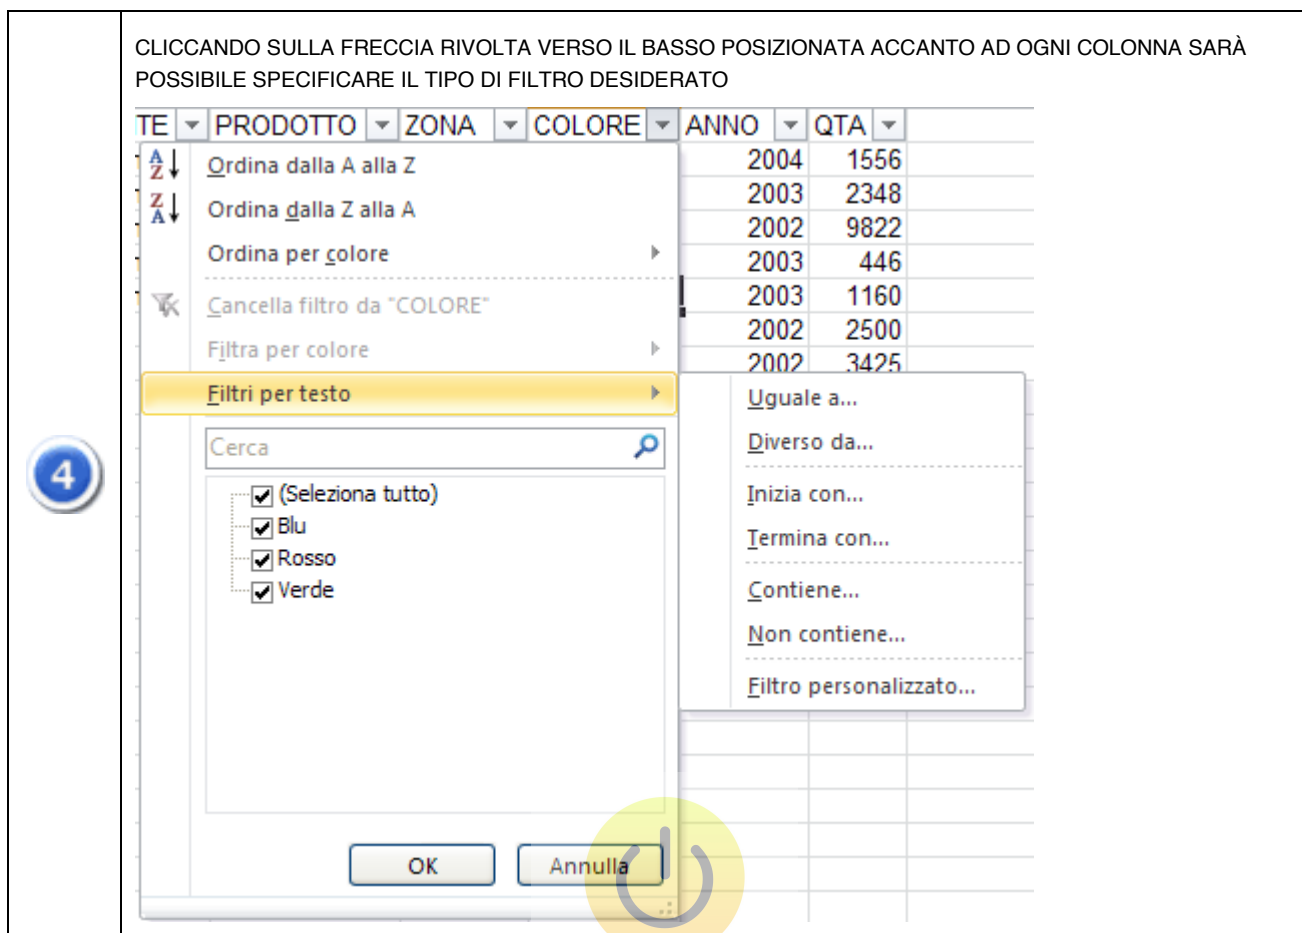 CLICCANDO SULLA FRECCIA RIVOLTA VERSO IL BASSO POSIZIONATA ACCANTO AD OGNI COLONNA SARÀ
POSSIBILE SPECIFICARE IL TIPO DI FILTRO DESIDERATO
TE PRODOTTO ZONA COLORE ANNO QTA
2004 1556
2003 2348
2002 9822
2003 446
2003 1160
2002 2500
2002 3425
Ordina dalla A alla Z
Ordina dalla Z alla A
Ordina per colore
Cancella filtro da "COLORE"
Filtra per colore
Filtri per testo
Cerca
(Seleziona tutto)
Blu
Rosso
Verde
OK Annulla
Uguale a...
Diverso da...
Inizia con...
Termina con...
Contiene...
Non contiene...
Filtro personalizzato...
4